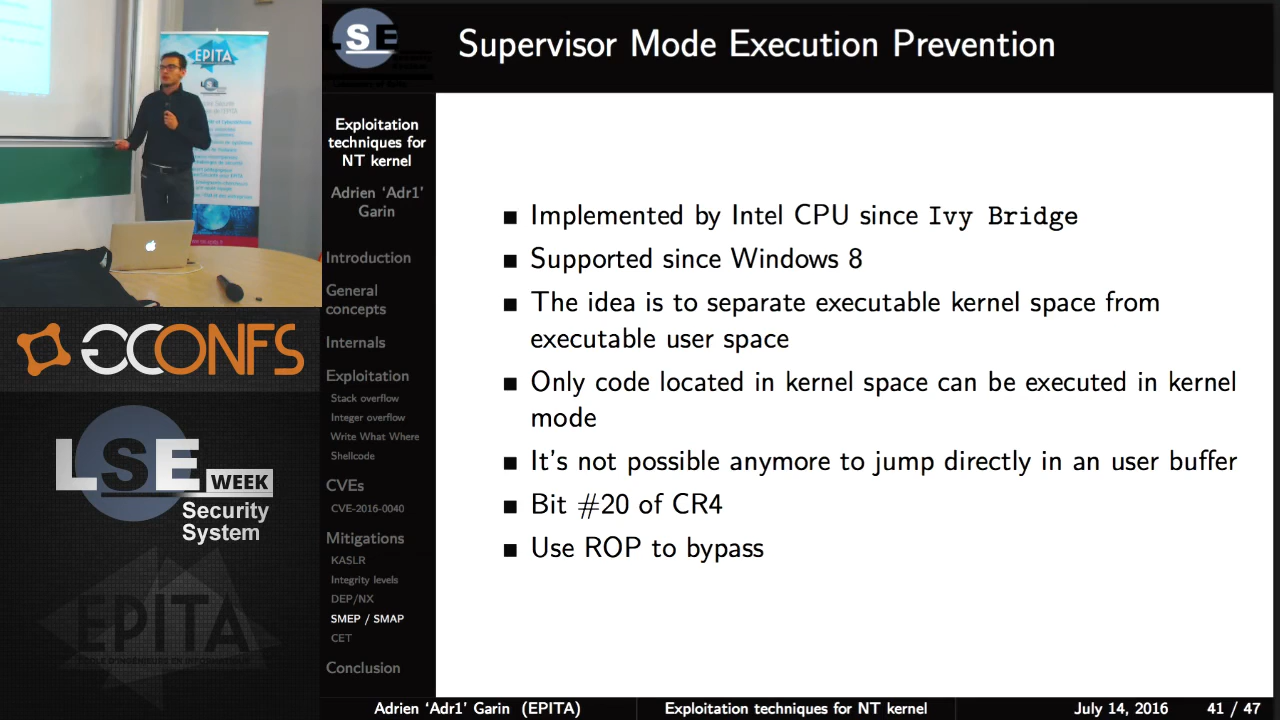 EPITA
LSE
LSE
Supervisor Mode Execution Prevention
Exploitation
techniques for
NT kernel
Adrien ‘Adr1’
Garin
Introduction
General
concepts
Internals
Exploitation
Stack overflow
Integer overflow
Write What Where
Shellcode
CVEs
CVE-2016-0040
Mitigations
KASLR
Integrity levels
DEP/NX
SMEP / SMAP
CET
Conclusion
Implemented by Intel CPU since Ivy Bridge
Supported since Windows 8
The idea is to separate executable kernel space from
executable user space
Only code located in kernel space can be executed in kernel
mode
It's not possible anymore to jump directly in an user buffer
Bit #20 of CR4
Use ROP to bypass
GCONFS
LSE WEEK
Security
System
EPITA
Adrien ‘Adr1’ Garin (EPITA)
Exploitation techniques for NT kernel
July 14, 2016
41 / 47